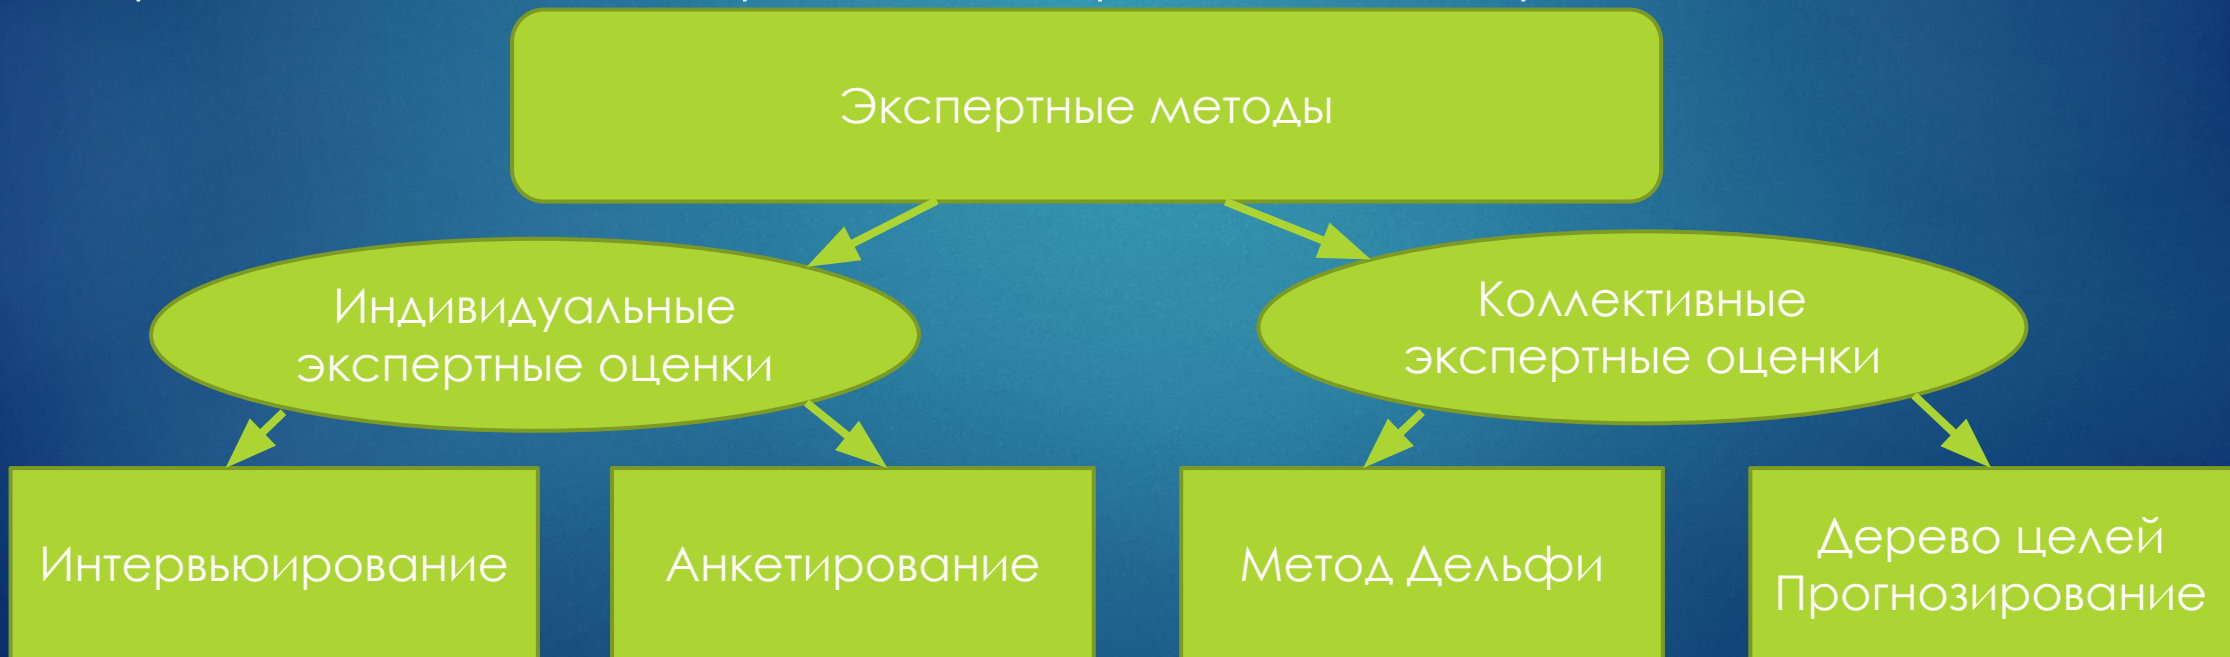 Экспертные методы
Индивидуальные
экспертные оценки
Коллективные
экспертные оценки
Интервьюирование
Анкетирование
Метод Дельфи
Дерево целей
Прогнозирование